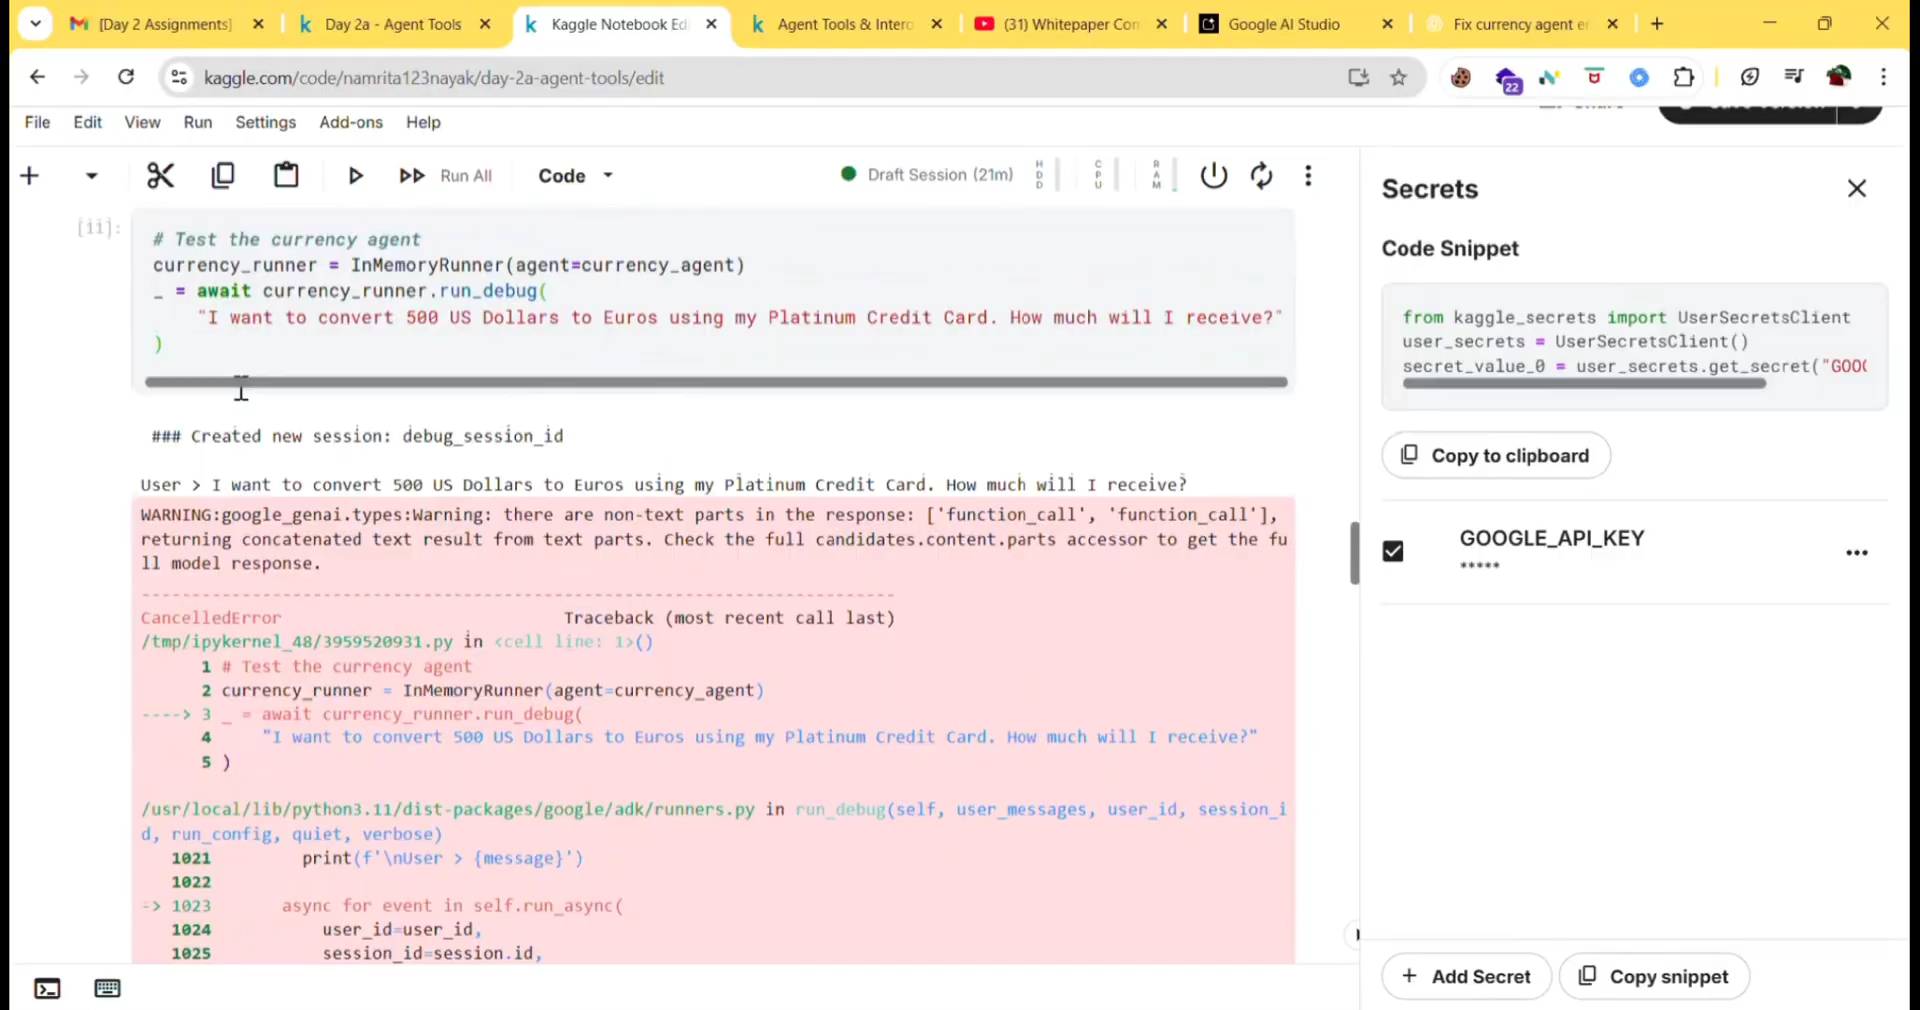 [Day 2 Assignments]
Day 2a - Agent Tools
Kaggle Notebook Edi
Agent Tools & Intero
(31) Whitepaper Con
Google AI Studio
Fix currency agent er
kaggle.com/code/namrita123nayak/day-2a-agent-tools/edit
22
File Edit View Run Settings Add-ons Help
Run All
Code
Draft Session (21m)
HDD
CPU
RAM
[11]:
# Test the currency agent
currency_runner = InMemoryRunner(agent=currency_agent)
_ = await currency_runner.run_debug(
"I want to convert 500 US Dollars to Euros using my Platinum Credit Card. How much will I receive?"
)
### Created new session: debug_session_id
User > I want to convert 500 US Dollars to Euros using my Platinum Credit Card. How much will I receive?
WARNING:google_genai.types:Warning: there are non-text parts in the response: ['function_call', 'function_call'],
returning concatenated text result from text parts. Check the full candidates.content.parts accessor to get the fu
ll model response.
---------------------------------------------------------------------------
CancelledError Traceback (most recent call last)
/tmp/ipykernel_48/3959520931.py in <cell line: 1>()
1 # Test the currency agent
2 currency_runner = InMemoryRunner(agent=currency_agent)
----> 3 _ = await currency_runner.run_debug(
4 "I want to convert 500 US Dollars to Euros using my Platinum Credit Card. How much will I receive?"
5 )
/usr/local/lib/python3.11/dist-packages/google/adk/runners.py in run_debug(self, user_messages, user_id, session_i
d, run_config, quiet, verbose)
1021 print(f'\nUser > {message}')
1022
-> 1023 async for event in self.run_async(
1024 user_id=user_id,
1025 session_id=session.id,
Secrets
Code Snippet
from kaggle_secrets import UserSecretsClient
user_secrets = UserSecretsClient()
secret_value_0 = user_secrets.get_secret("GOO
Copy to clipboard
GOOGLE_API_KEY
*****
Add Secret
Copy snippet